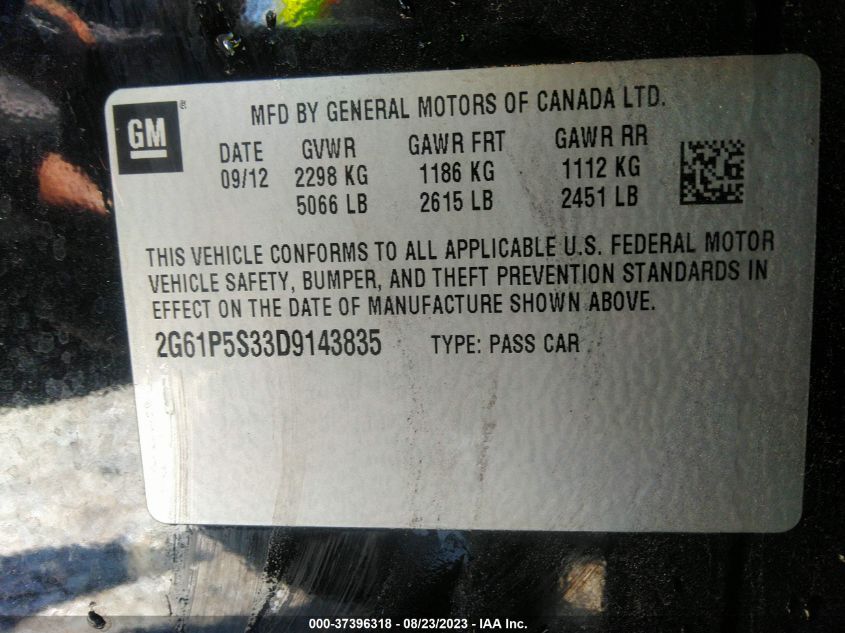 MFD BY GENERAL MOTORS OF CANADA LTD.
GM ®
DATE GVWR GAWR FRT GAWR RR
09/12 2298 KG 1186 KG 1112 KG
5066 LB 2615 LB 2451 LB
THIS VEHICLE CONFORMS TO ALL APPLICABLE U.S. FEDERAL MOTOR
VEHICLE SAFETY, BUMPER, AND THEFT PREVENTION STANDARDS IN
EFFECT ON THE DATE OF MANUFACTURE SHOWN ABOVE.
2G61P5S33D9143835 TYPE: PASS CAR
000-37396318 - 08/23/2023 - IAA Inc.